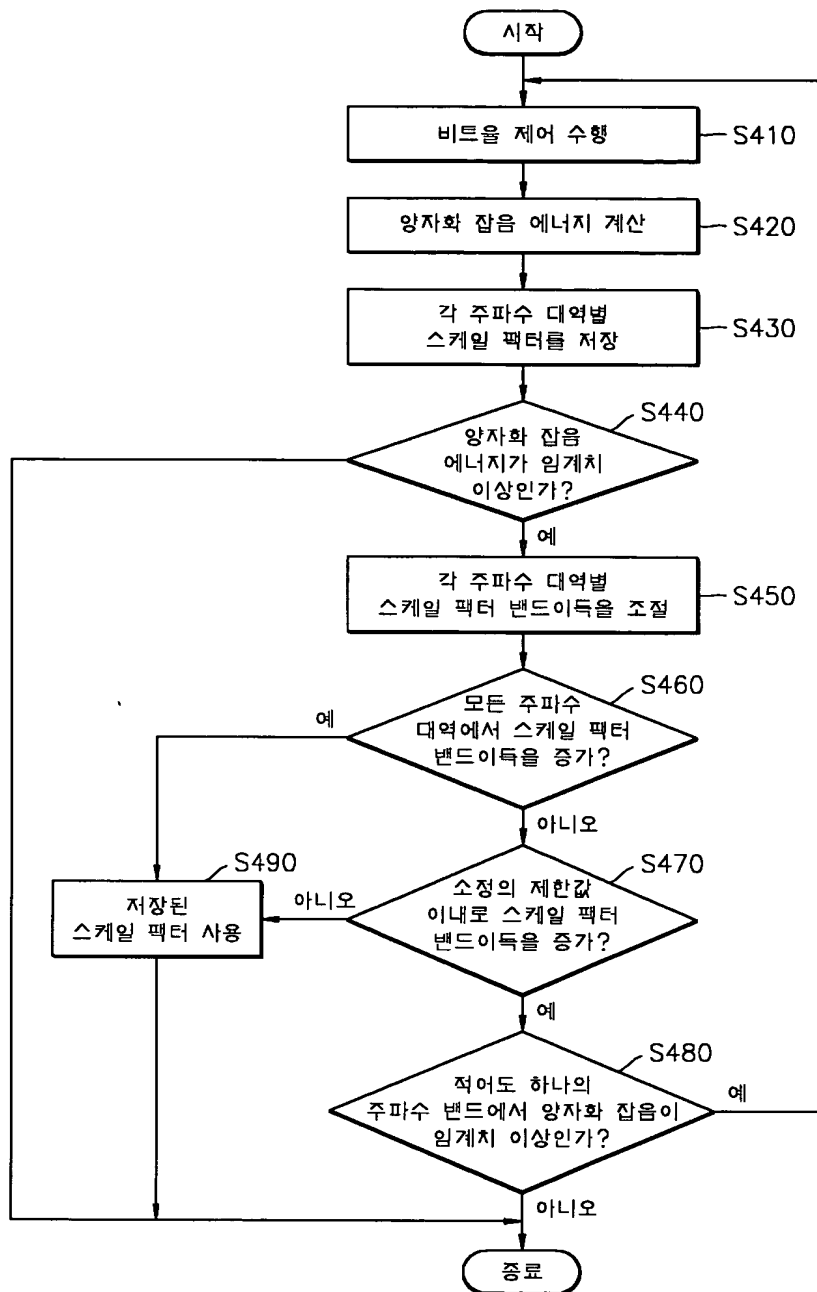 시작
비트율 제어 수행
S410
양자화 잡음 에너지 계산
S420
각 주파수 대역별
스케일 팩터를 저장
S430
S440
양자화 잡음
에너지가 임계치
이상인가?
예
각 주파수 대역별
스케일 팩터 밴드이득을 조절
S450
S460
모든 주파수
대역에서 스케일 팩터
밴드이득을 증가?
예
아니오
S470
소정의 제한값
이내로 스케일 팩터
밴드이득을 증가?
아니오
S490
저장된
스케일 팩터 사용
예
S480
적어도 하나의
주파수 밴드에서 양자화 잡음이
임계치 이상인가?
예
아니오
종료